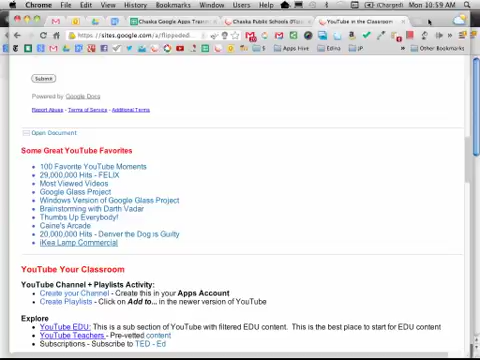 Chrome File Edit View History Bookmarks Window Help (Charged) Mon 10:59 AM
Chaska Google Apps Traini Chaska Public Schools (Flipp YouTube in the Classroom
https://sites.google.com/a/flipped
Apps Hive Edina JP Other Bookmarks
Submit
Powered by Google Docs
Report Abuse - Terms of Service - Additional Terms
Open Document
Some Great YouTube Favorites
100 Favorite YouTube Moments
29,000,000 Hits - FELIX
Most Viewed Videos
Google Glass Project
Windows Version of Google Glass Project
Brainstorming with Darth Vadar
Thumbs Up Everybody!
Caine's Arcade
20,000,000 Hits - Denver the Dog is Guilty
iKea Lamp Commercial
YouTube Your Classroom
YouTube Channel + Playlists Activity:
Create your Channel - Create this in your Apps Account
Create Playlists - Click on Add to... in the newer version of YouTube
Explore
YouTube EDU: This is a sub section of YouTube with filtered EDU content. This is the best place to start for EDU content
YouTube Teachers - Pre-vetted content
Subscriptions - Subscribe to TED - Ed